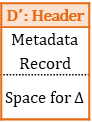 D′: Header
Metadata
Record
Space for Δ